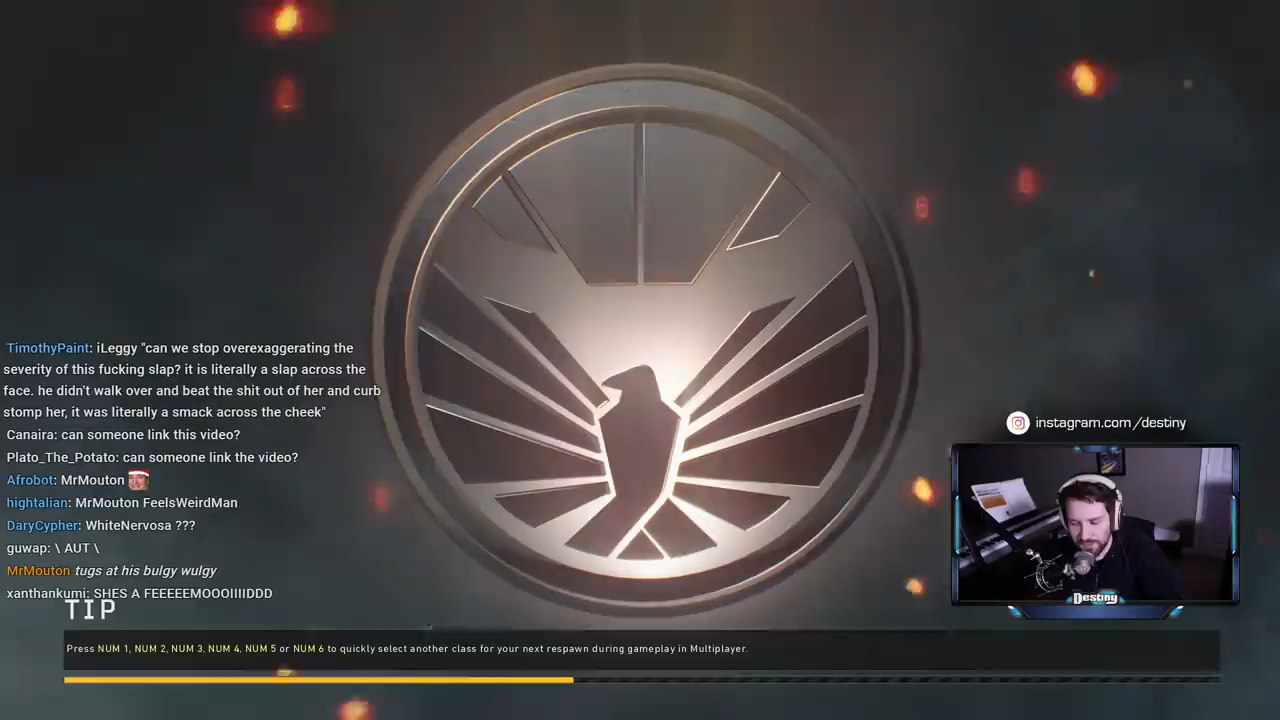 TimothyPaint: iLeggy "can we stop overexaggerating the
severity of this fucking slap? it is literally a slap across the
face. he didn't walk over and beat the shit out of her and curb
stomp her, it was literally a smack across the cheek"
Canaira: can someone link this video?
Plato_The_Potato: can someone link the video?
Afrobot: MrMouton
hightalian: MrMouton FeelsWeirdMan
DaryCypher: WhiteNervosa ???
guwap: \ AUT \
MrMouton tugs at his bulgy wulgy
xanthankumi: SHES A FEEEEEMOOOIIIIDDD
instagram.com/destiny
Destiny
TIP
Press NUM 1, NUM 2, NUM 3, NUM 4, NUM 5 or NUM 6 to quickly select another class for your next respawn during gameplay in Multiplayer.